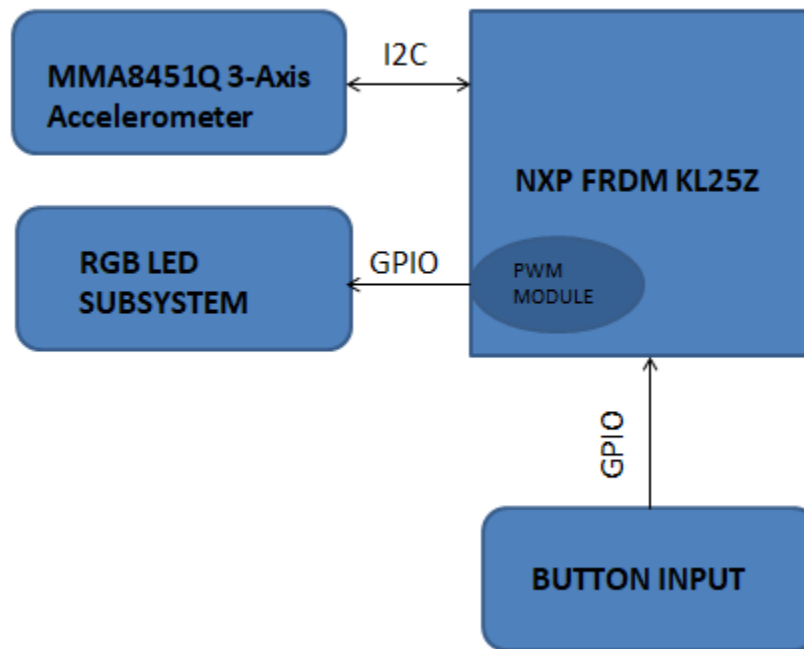 MMA8451Q 3-Axis
Accelerometer
I2C
NXP FRDM KL25Z
RGB LED
SUBSYSTEM
GPIO
PWM
MODULE
GPIO
BUTTON INPUT